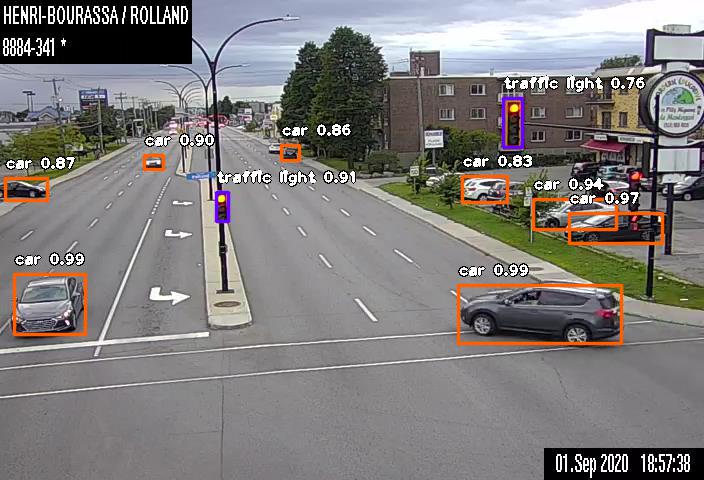 HENRI-BOURASSA / ROLLAND
8884-341 *
traffic light 0.76
car 0.90
car 0.86
car 0.87
car 0.83
traffic light 0.91
car 0.94
car 0.97
car 0.99
car 0.99
01.Sep 2020 18:57:38